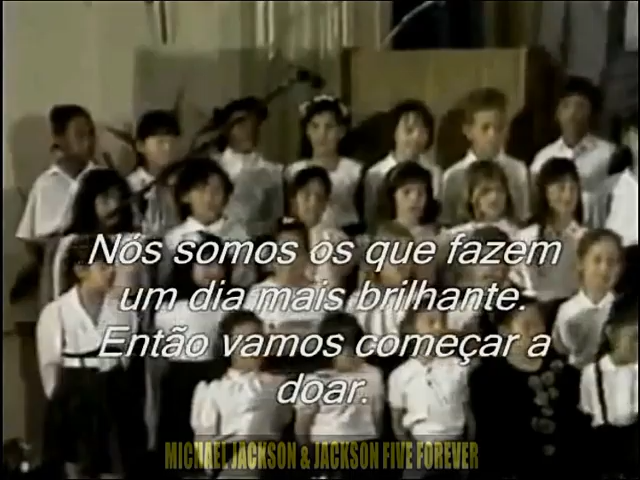 Nós somos os que fazem
um dia mais brilhante.
Então vamos começar a
doar.
MICHAEL JACKSON & JACKSON FIVE FOREVER